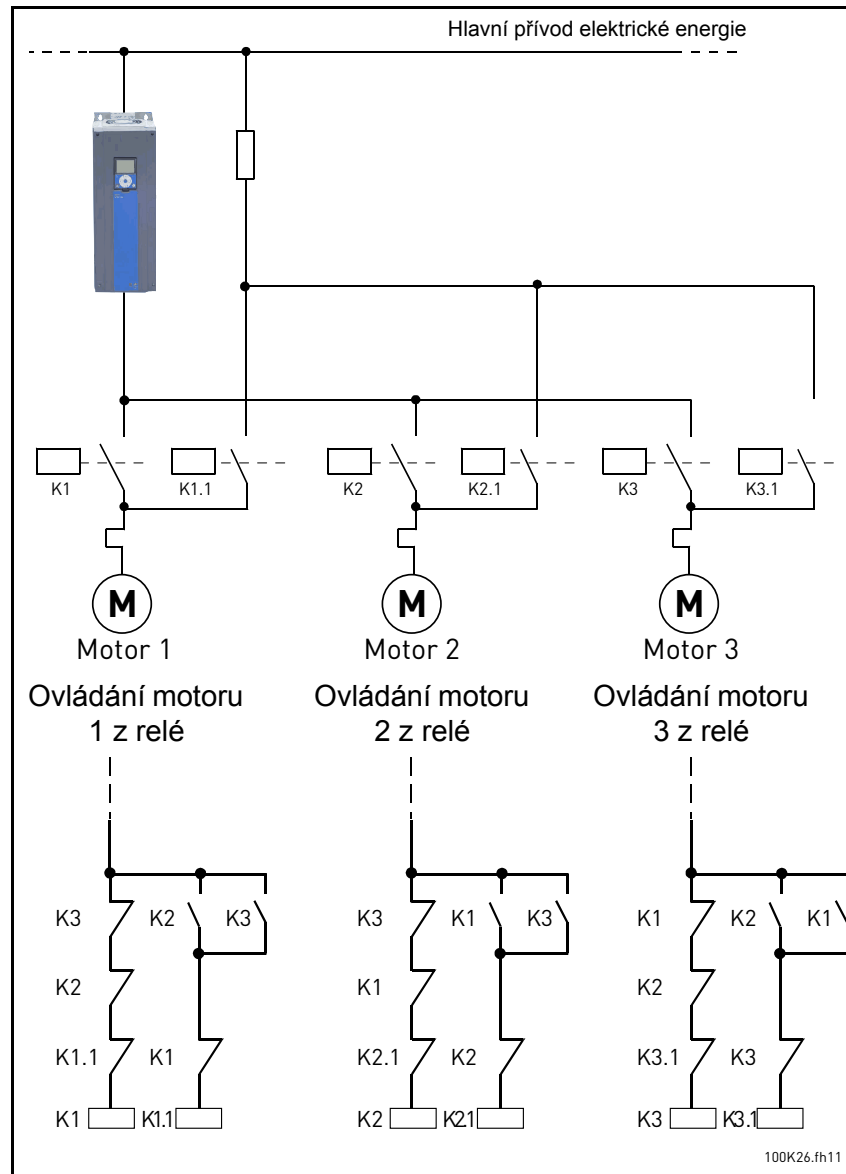 Hlavní přívod elektrické energie
K1 K1.1 K2 K2.1 K3 K3.1
M M M
Motor 1 Motor 2 Motor 3
Ovládání motoru Ovládání motoru Ovládání motoru
1 z relé 2 z relé 3 z relé
K3 K2 K3 K3 K1 K3 K1 K2 K1
K2 K1 K2
K1.1 K1 K2.1 K2 K3.1 K3
K1 K1.1 K2 K2.1 K3 K3.1
100K26.fh11